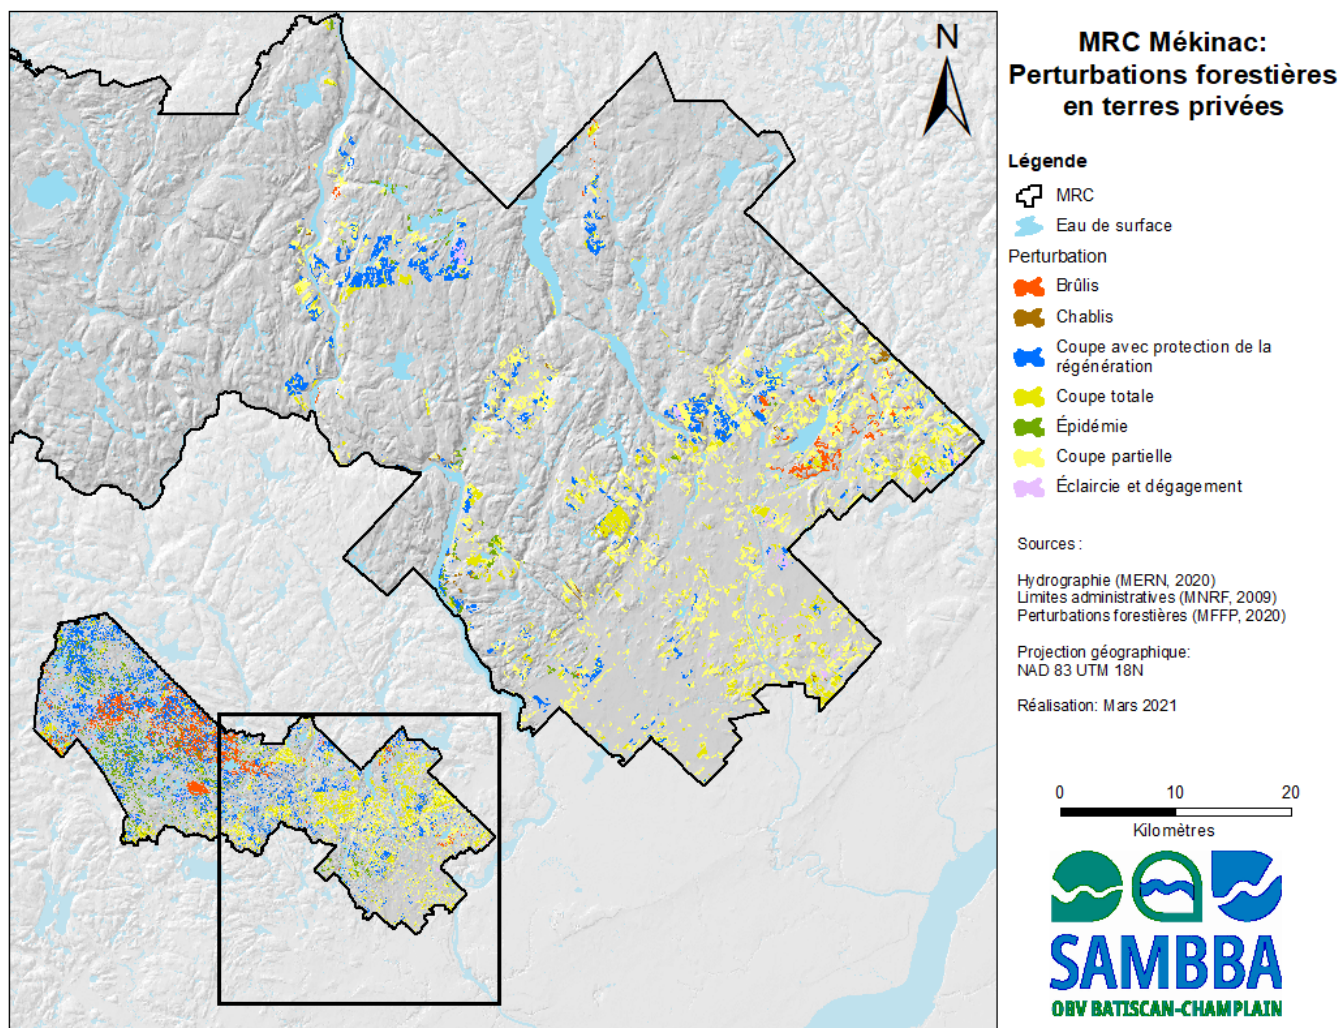 N
MRC Mékinac:
Perturbations forestières
en terres privées
Légende
MRC
Eau de surface
Perturbation
Brûlis
Chablis
Coupe avec protection de la
régénération
Coupe totale
Épidémie
Coupe partielle
Éclaircie et dégagement
Sources :
Hydrographie (MERN, 2020)
Limites administratives (MNRF, 2009)
Perturbations forestières (MFFP, 2020)
Projection géographique:
NAD 83 UTM 18N
Réalisation: Mars 2021
0 10 20
Kilomètres
SAMBBA
OBV BATISCAN-CHAMPLAIN